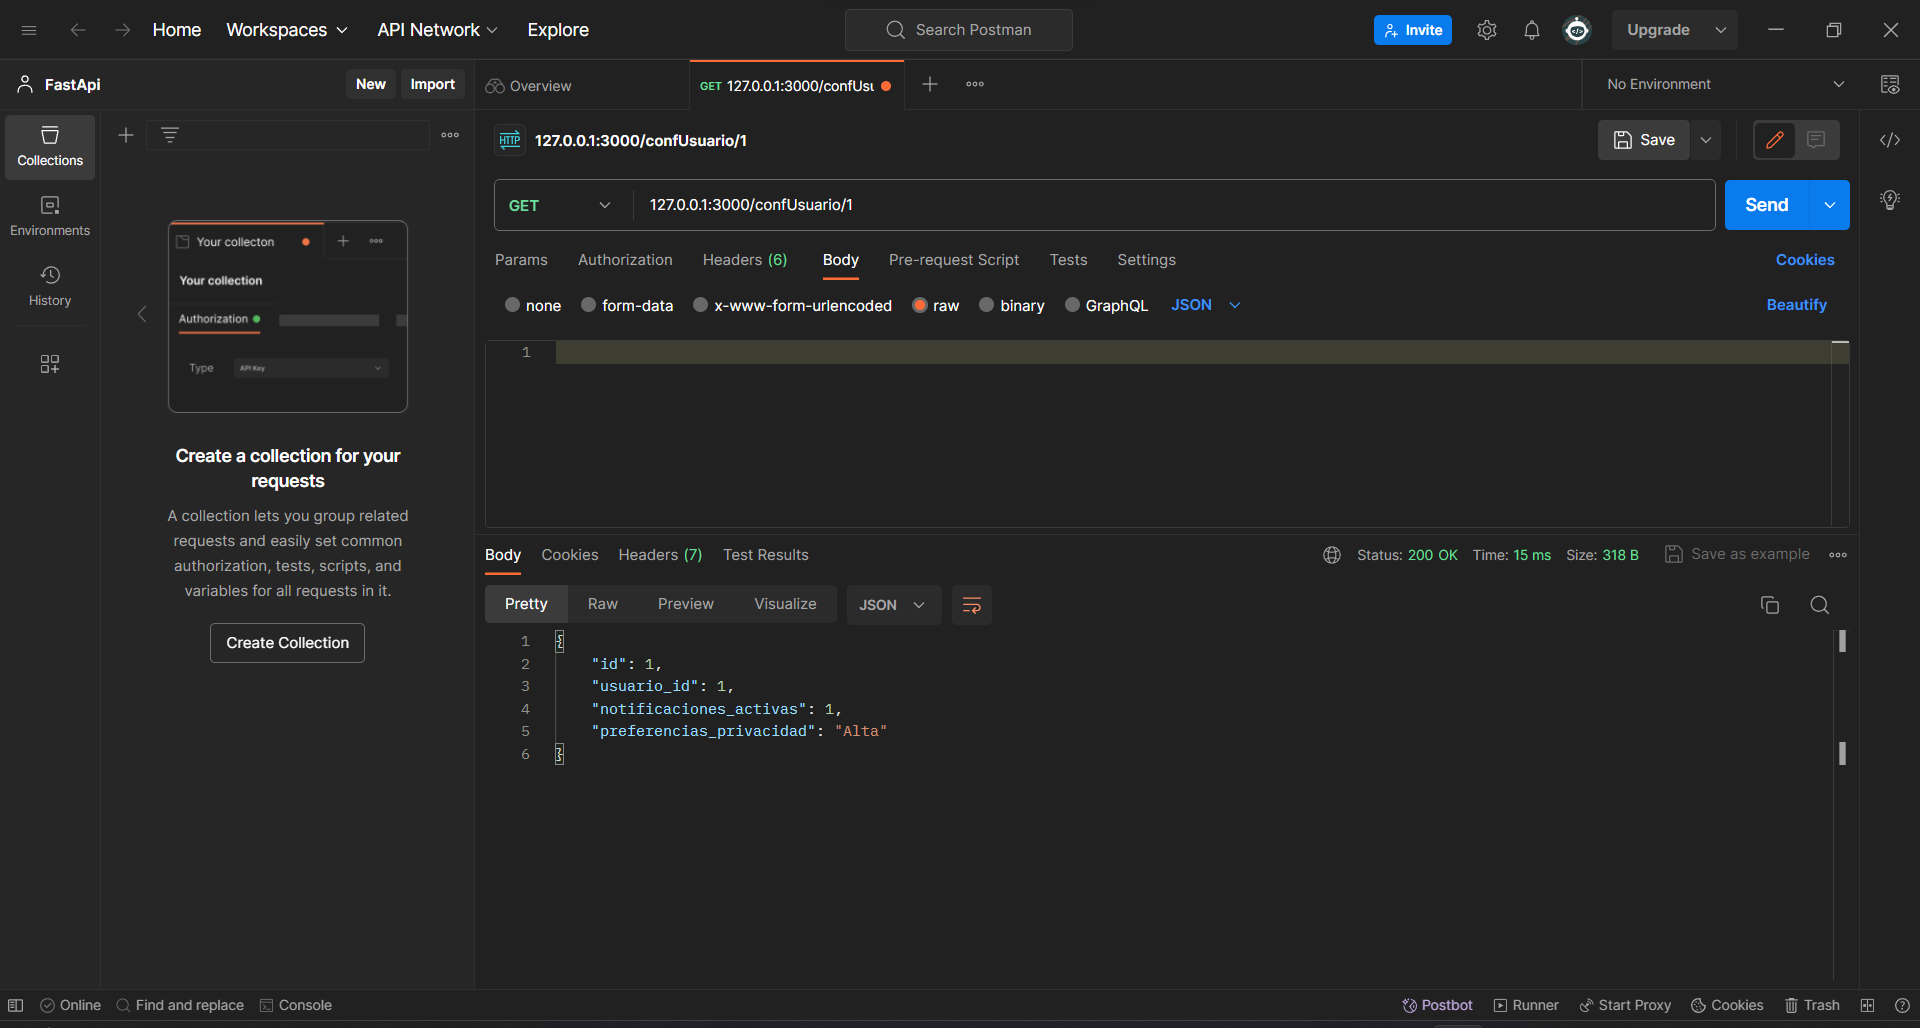 Home Workspaces API Network Explore Search Postman Invite Upgrade
FastApi New Import Overview GET 127.0.0.1:3000/confUsu No Environment
Collections
Environments
History
Your collecton
Your collection
Authorization
Type API Key
Create a collection for your
requests
A collection lets you group related
requests and easily set common
authorization, tests, scripts, and
variables for all requests in it.
Create Collection
HTTP 127.0.0.1:3000/confUsuario/1 Save
GET 127.0.0.1:3000/confUsuario/1 Send
Params Authorization Headers (6) Body Pre-request Script Tests Settings Cookies
none form-data x-www-form-urlencoded raw binary GraphQL JSON Beautify
1
Body Cookies Headers (7) Test Results Status: 200 OK Time: 15 ms Size: 318 B Save as example
Pretty Raw Preview Visualize JSON
1 {
2 "id": 1,
3 "usuario_id": 1,
4 "notificaciones_activas": 1,
5 "preferencias_privacidad": "Alta"
6 }
Online Find and replace Console Postbot Runner Start Proxy Cookies Trash